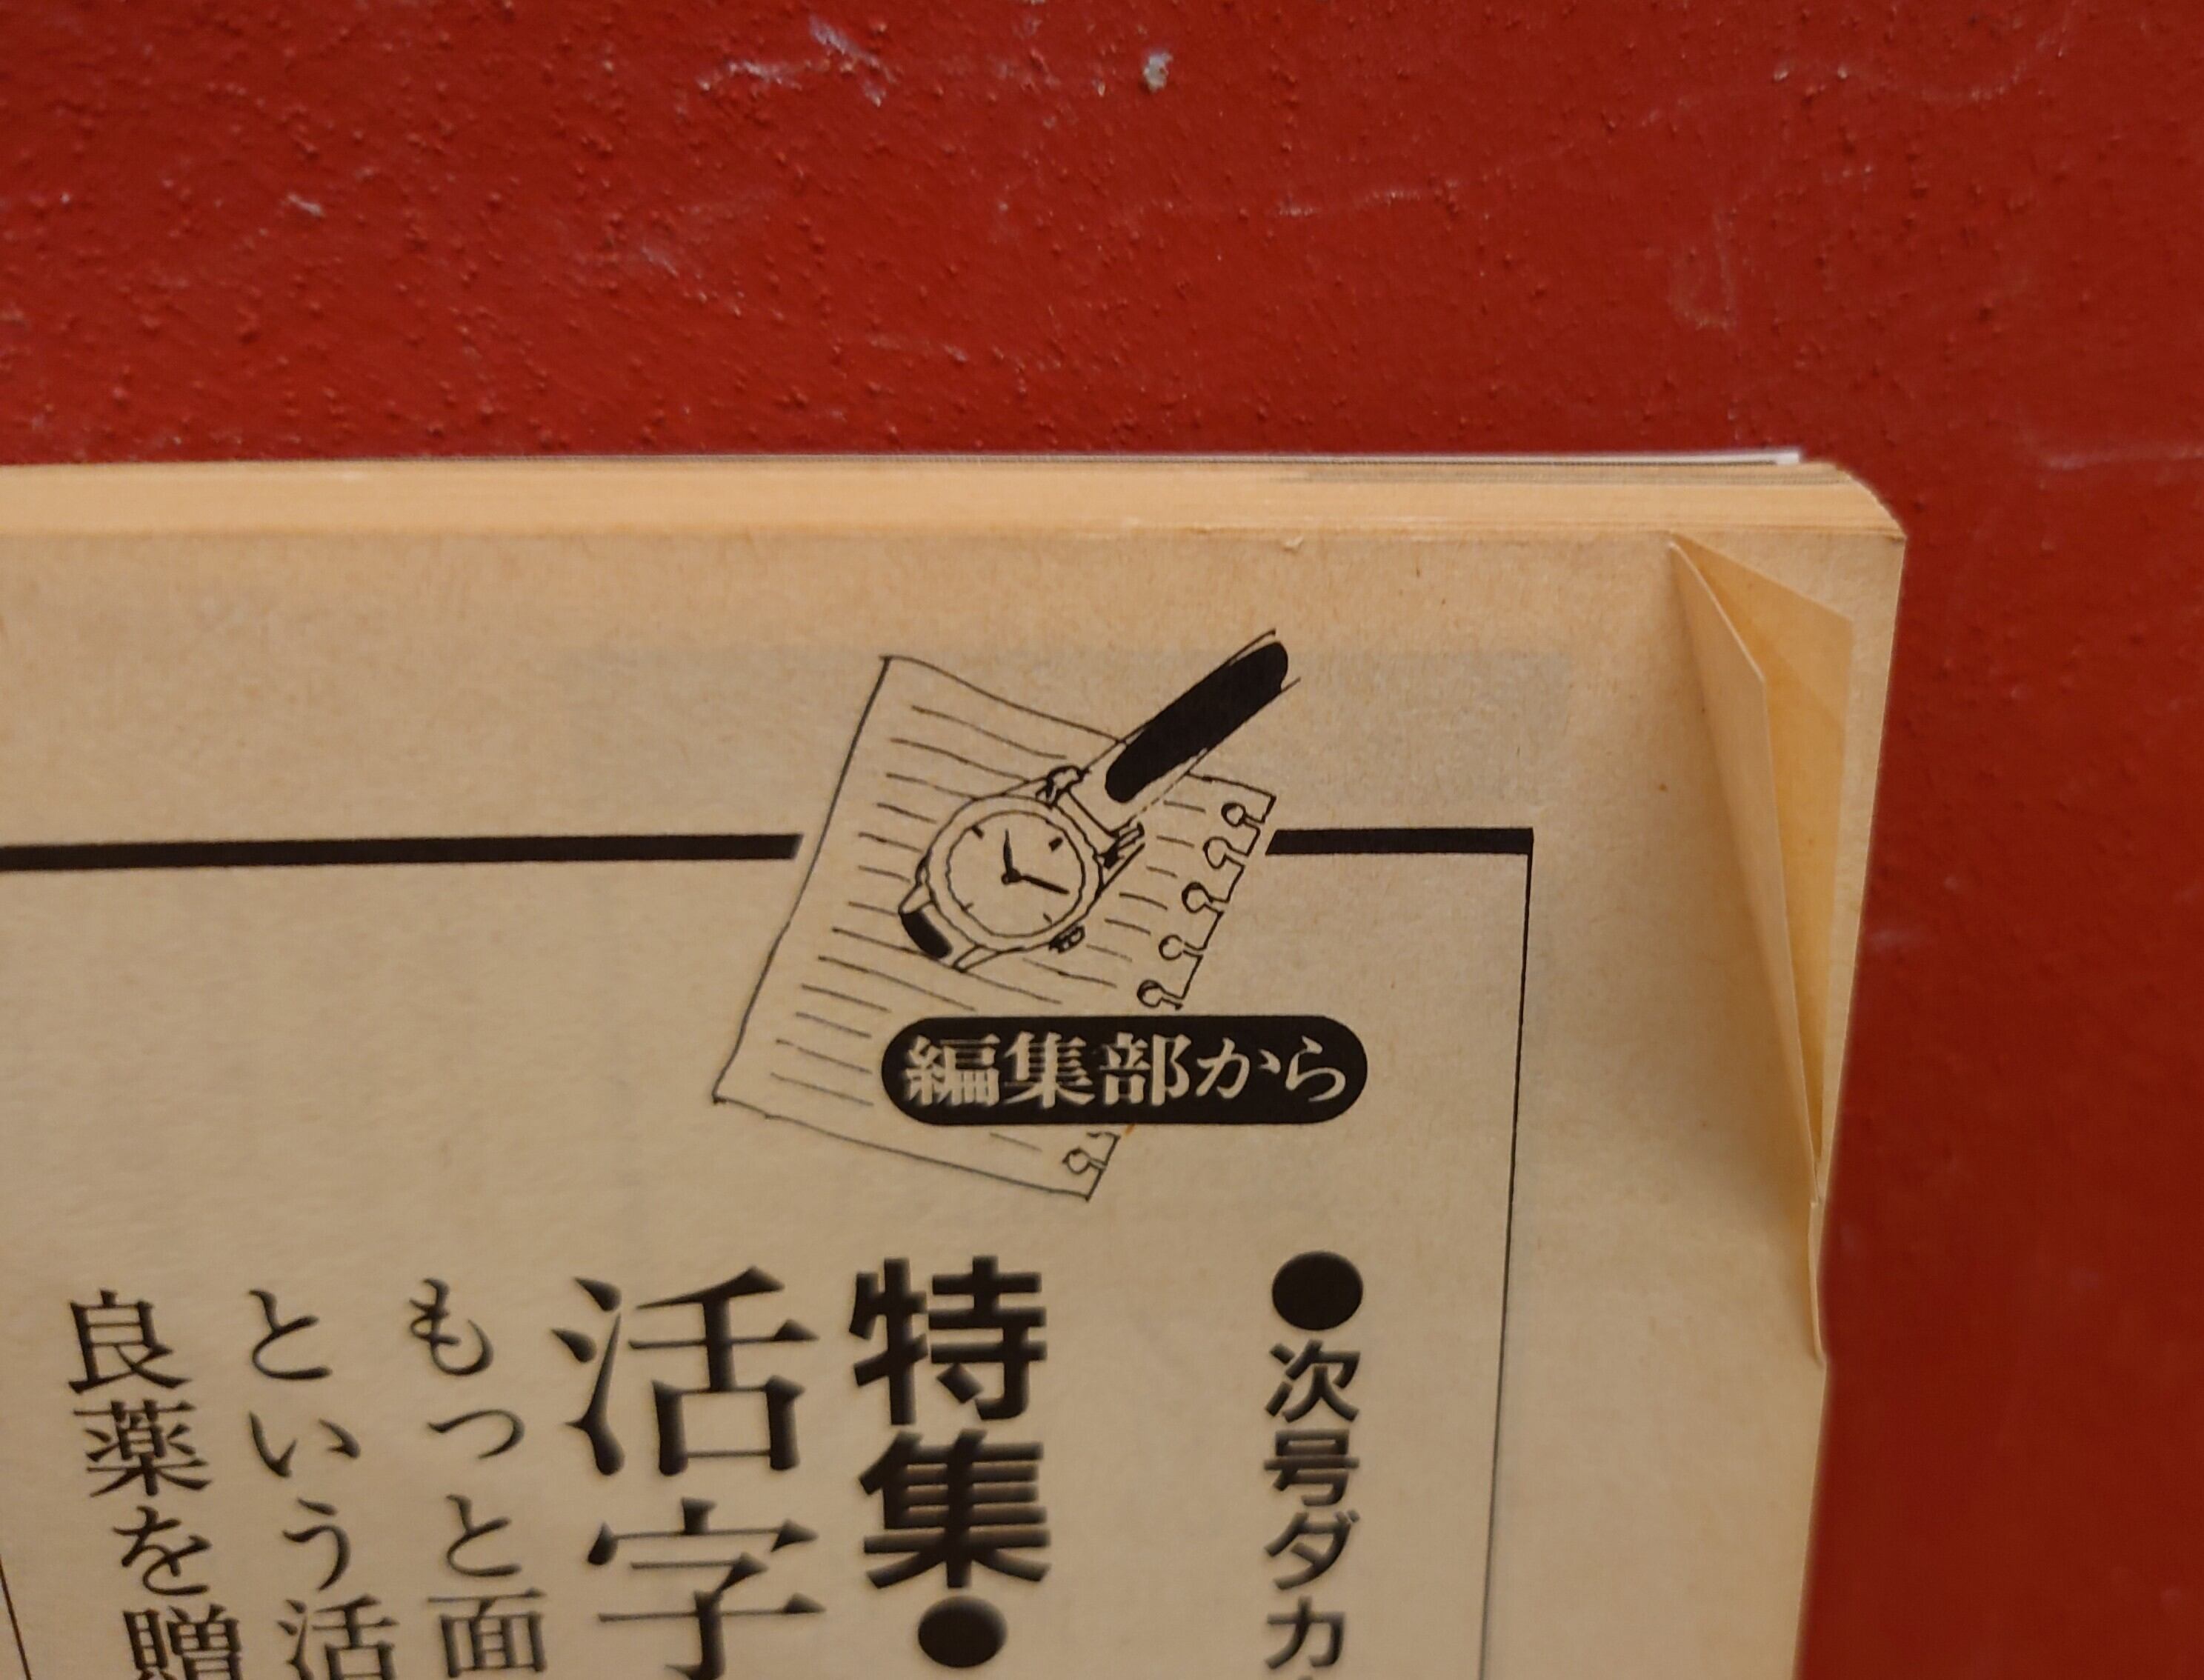 編集部から
●次号ダカ
特集●
活字
もっと面
という活
良薬を贈